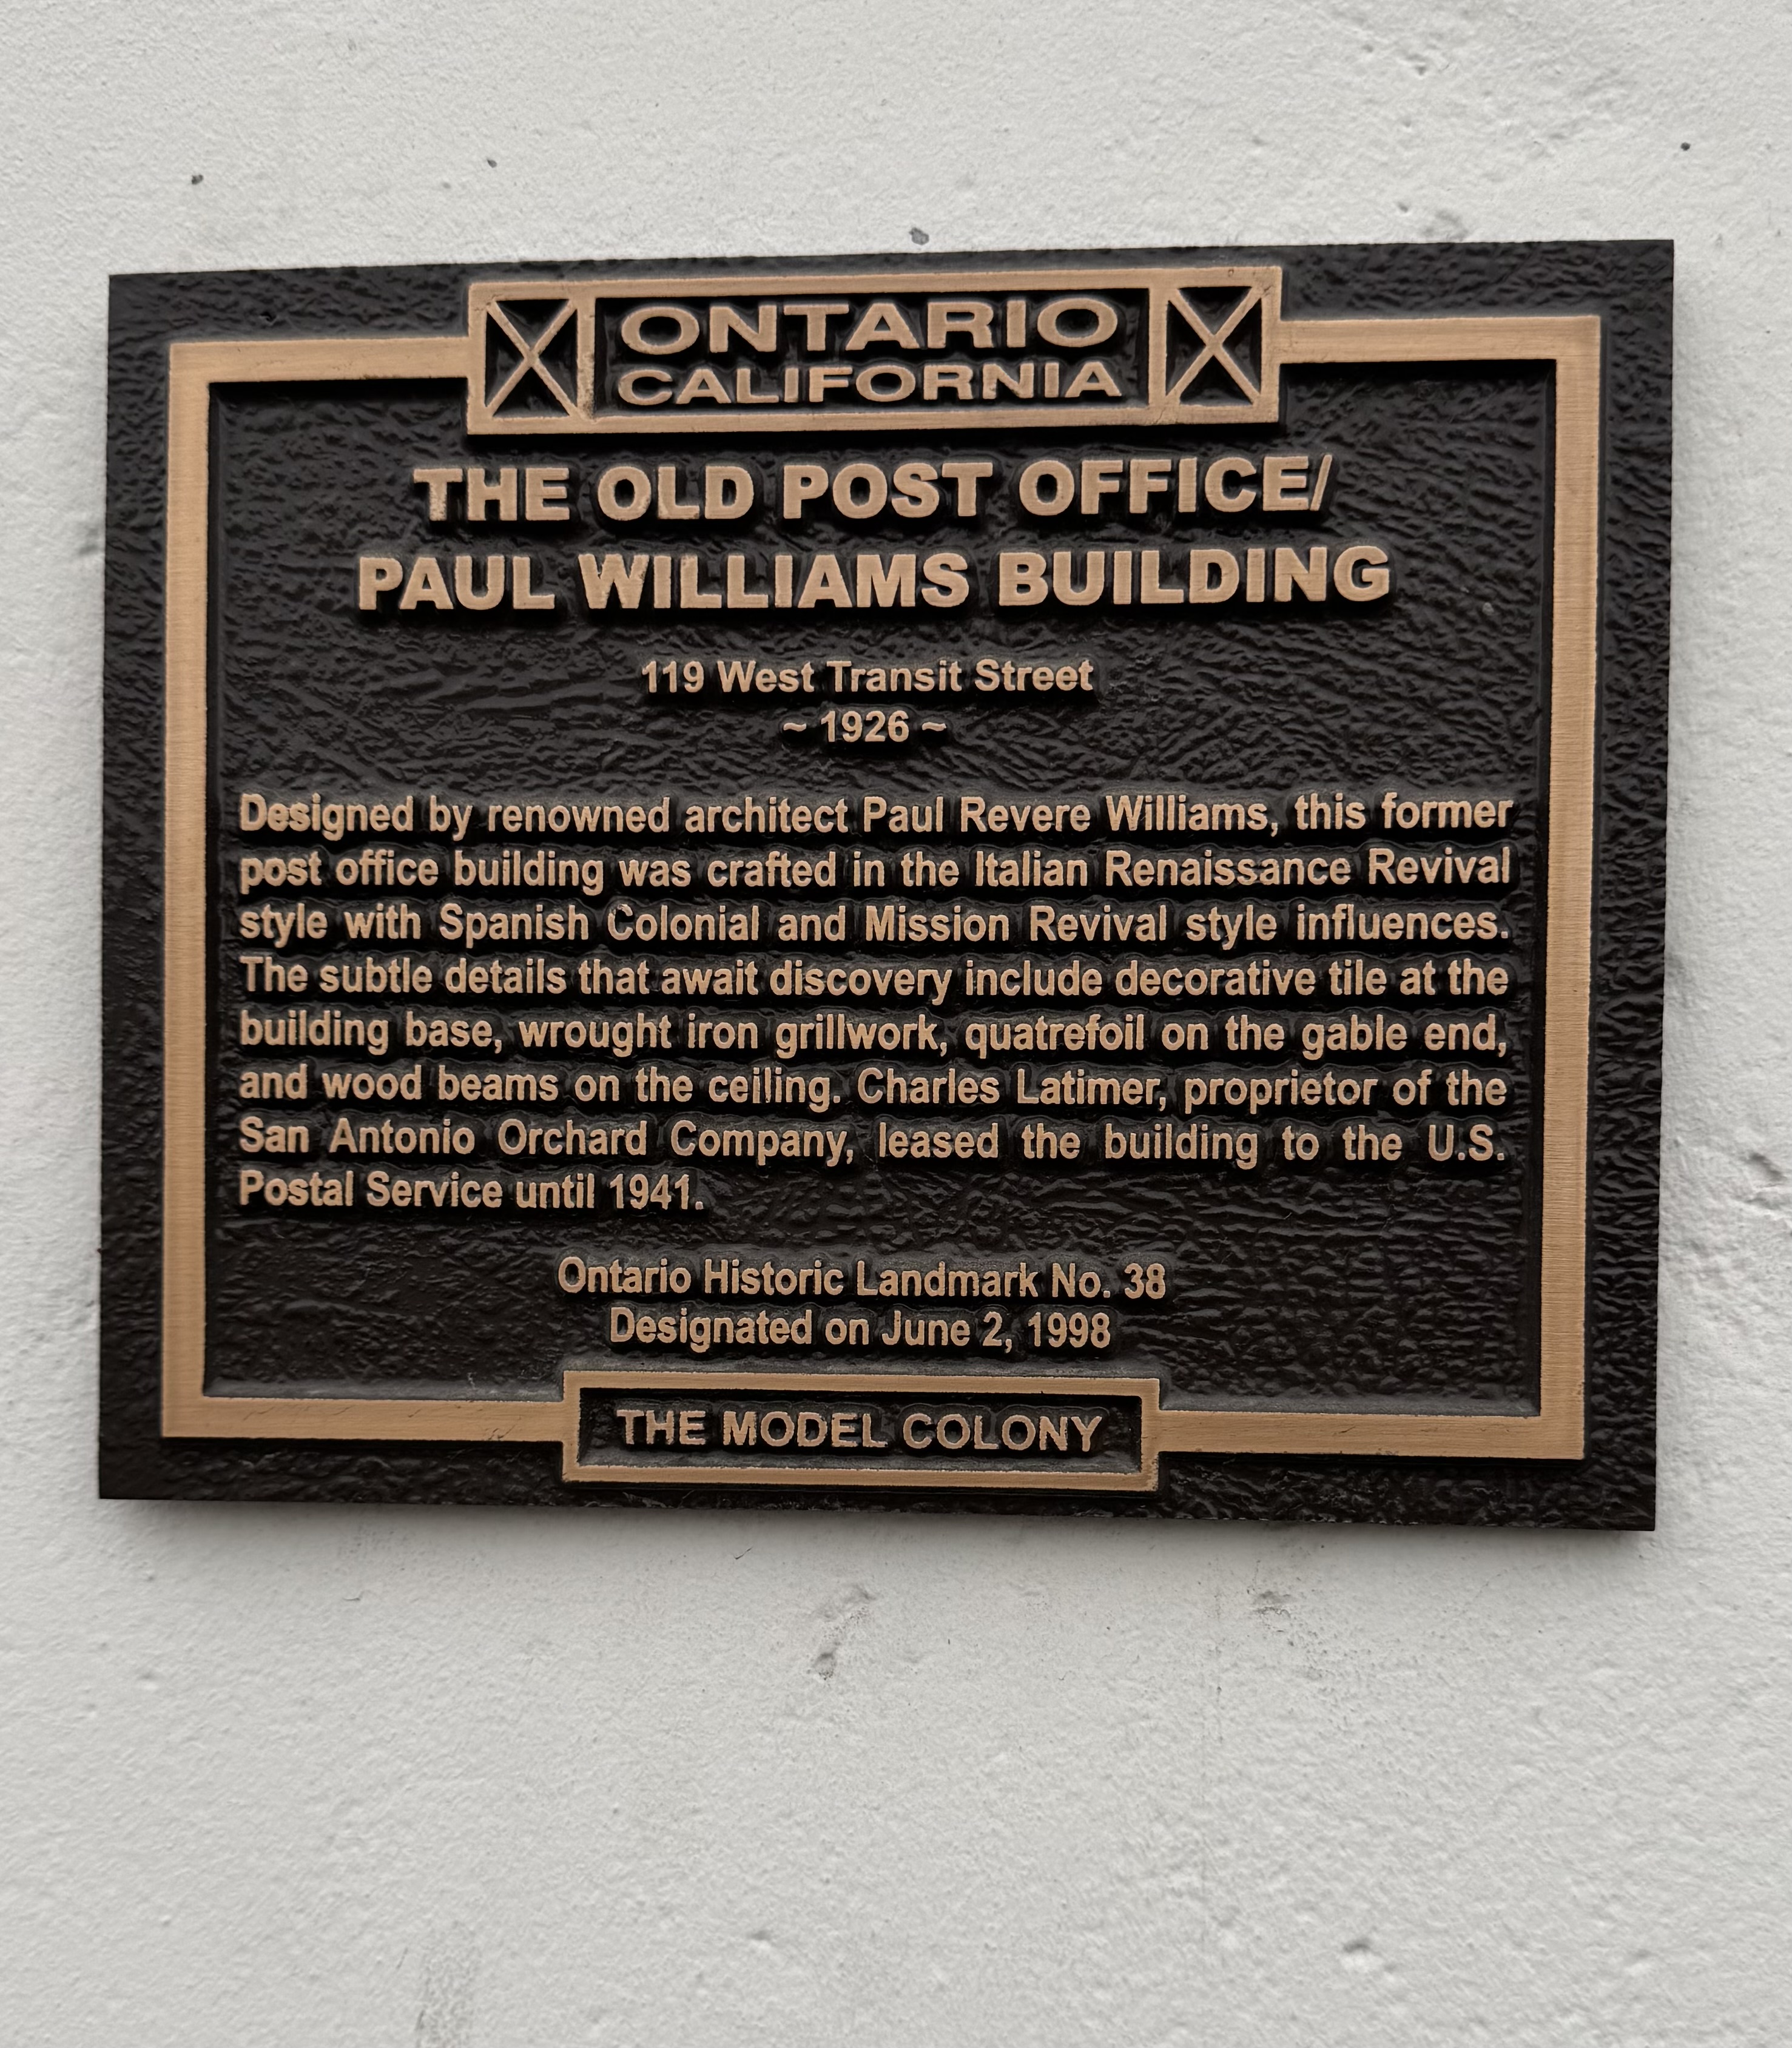 ONTARIO
CALIFORNIA
THE OLD POST OFFICE/
PAUL WILLIAMS BUILDING
119 West Transit Street
~ 1926 ~
Designed by renowned architect Paul Revere Williams, this former
post office building was crafted in the Italian Renaissance Revival
style with Spanish Colonial and Mission Revival style influences.
The subtle details that await discovery include decorative tile at the
building base, wrought iron grillwork, quatrefoil on the gable end,
and wood beams on the ceiling. Charles Latimer, proprietor of the
San Antonio Orchard Company, leased the building to the U.S.
Postal Service until 1941.
Ontario Historic Landmark No. 38
Designated on June 2, 1998
THE MODEL COLONY